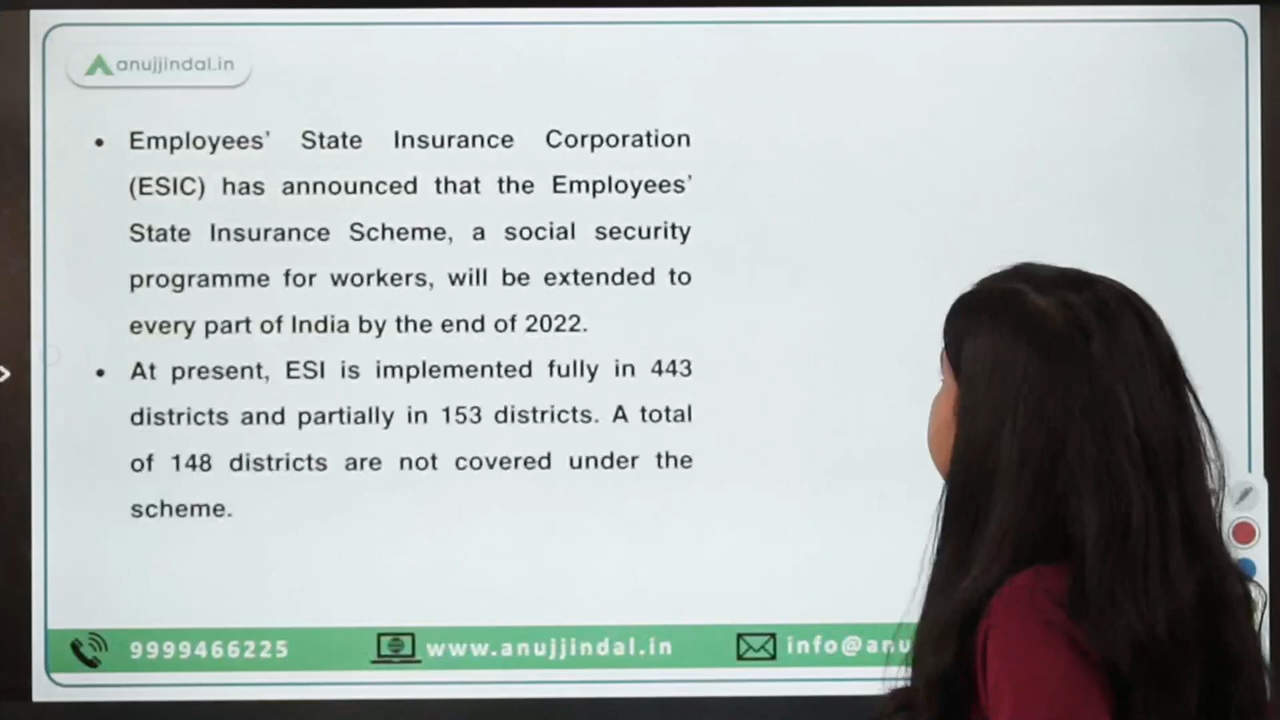 anujjindal.in
• Employees’ State Insurance Corporation
(ESIC) has announced that the Employees’
State Insurance Scheme, a social security
programme for workers, will be extended to
every part of India by the end of 2022.
• At present, ESI is implemented fully in 443
districts and partially in 153 districts. A total
of 148 districts are not covered under the
scheme.
9999466225 www.anujjindal.in info@anu